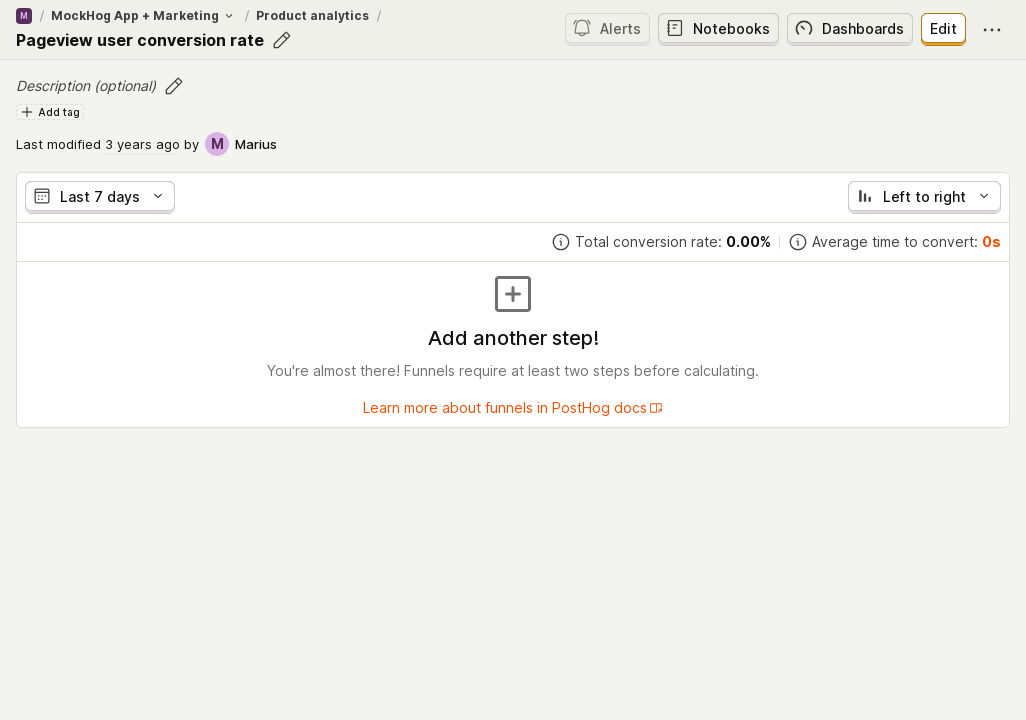 M / MockHog App + Marketing / Product analytics /
Pageview user conversion rate
Alerts Notebooks Dashboards Edit
Description (optional)
Add tag
Last modified 3 years ago by M Marius
Last 7 days Left to right
Total conversion rate: 0.00% Average time to convert: 0s
Add another step!
You're almost there! Funnels require at least two steps before calculating.
Learn more about funnels in PostHog docs